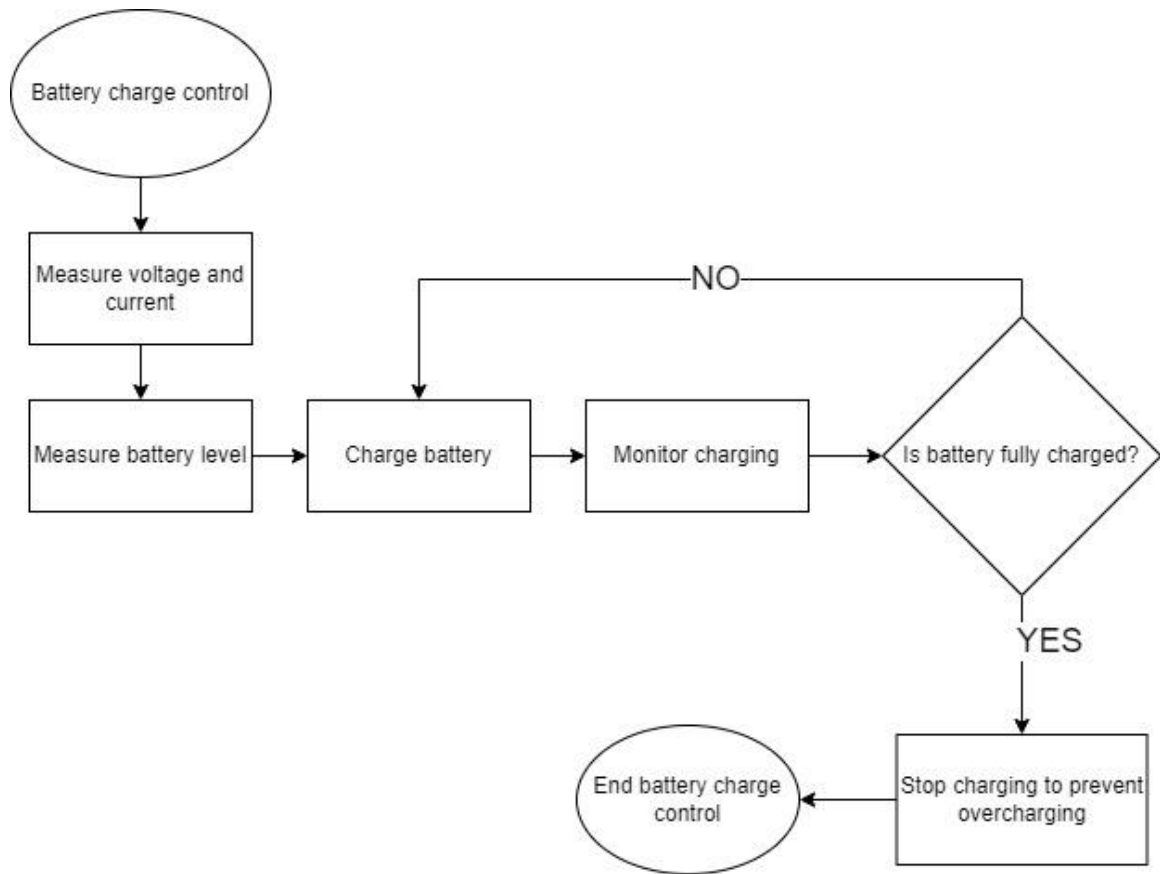 Battery charge control
Measure voltage and
current
NO
Measure battery level
Charge battery
Monitor charging
Is battery fully charged?
YES
End battery charge
control
Stop charging to prevent
overcharging